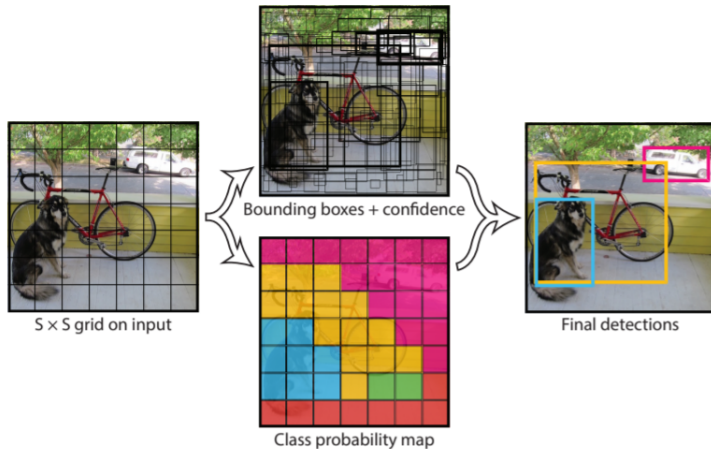 S × S grid on input
Bounding boxes + confidence
Class probability map
Final detections